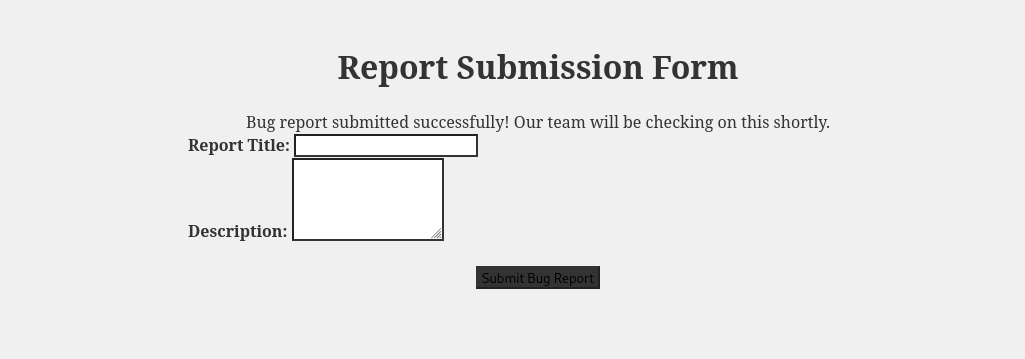 Report Submission Form
Bug report submitted successfully! Our team will be checking on this shortly.
Report Title:
Description:
Submit Bug Report